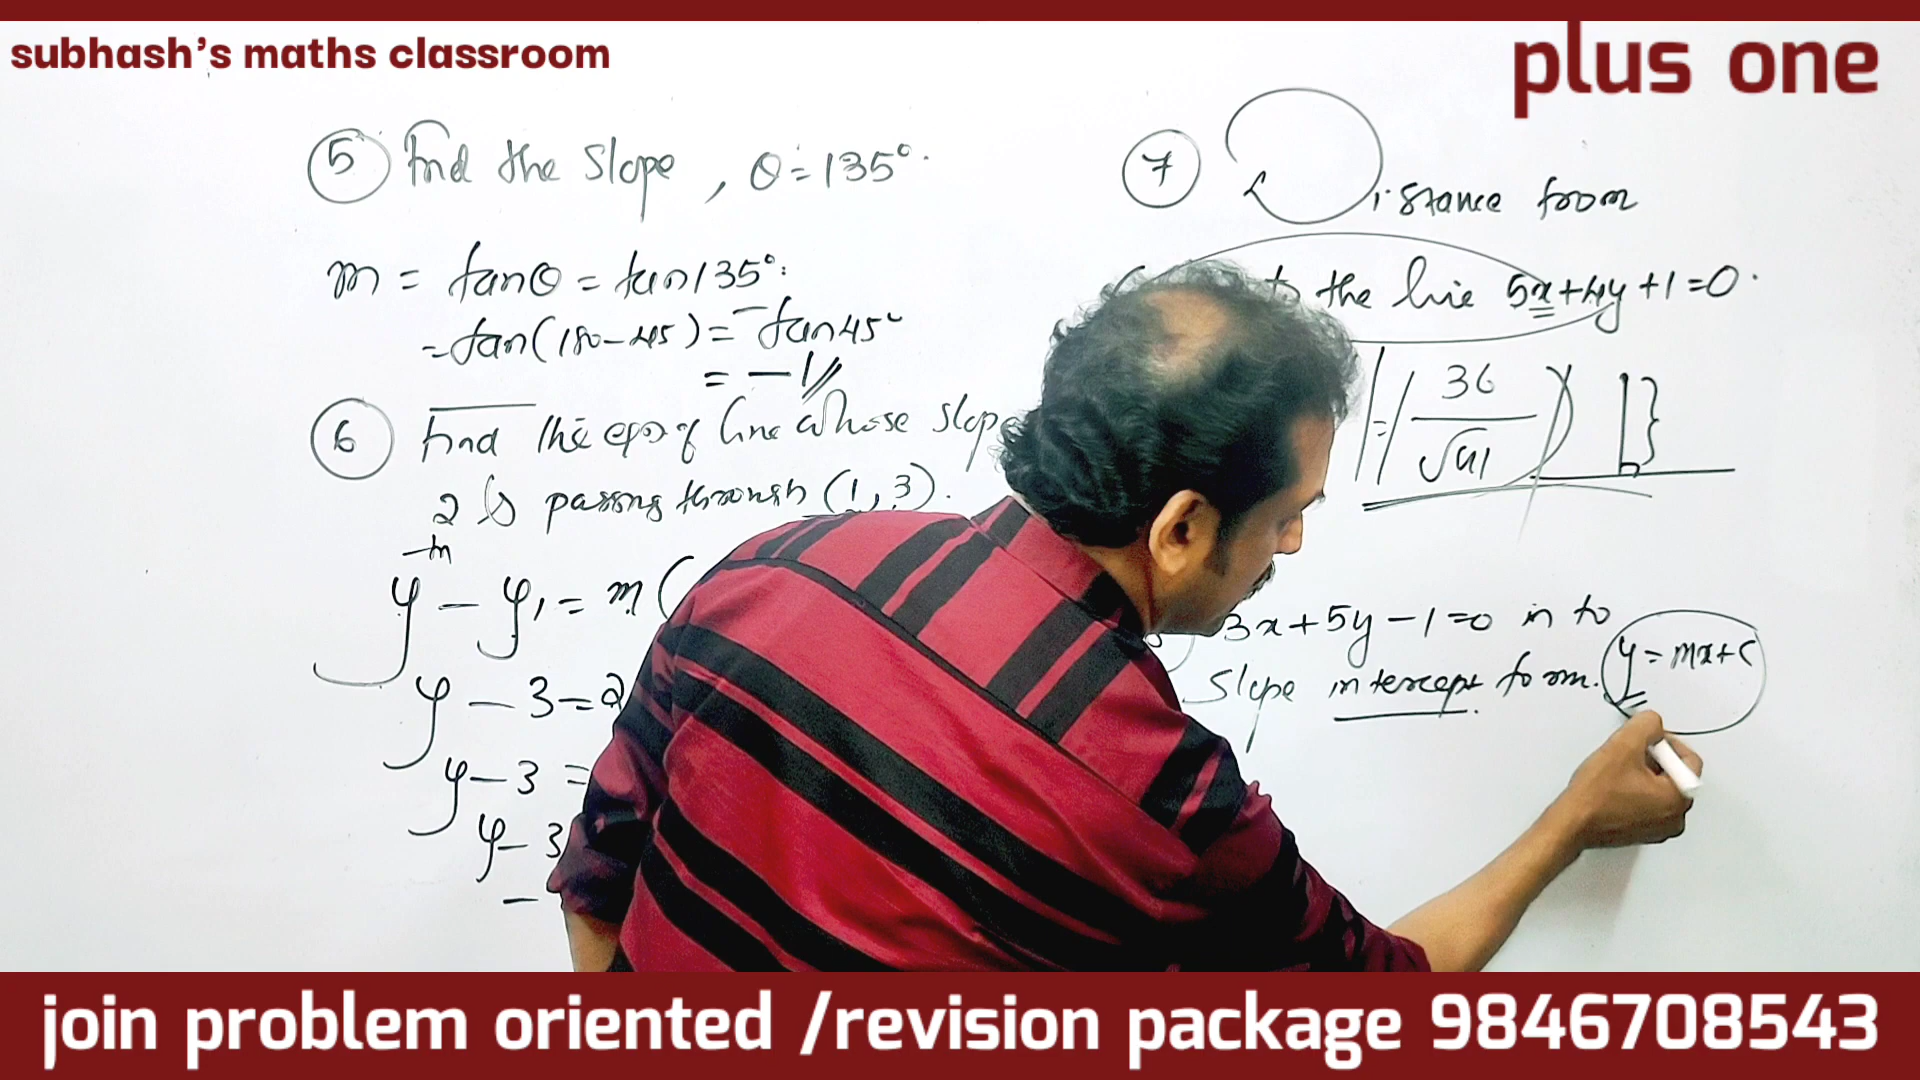 subhash's maths classroom
plus one
5 Find the Slope, θ = 135°.
m = tanθ = tan135°
= tan(180-45) = -tan45°
= -1//
6 Find the eqn of line whose slope
2 & passing through (1, 3).
m
y - y₁ = m (
y - 3 = 2
y - 3 =
y - 3
-
7
istance from
to the line 5x+4y+1=0.
= | 36
√41 |
3x+5y-1=0 in to
Slope intercept form. y = mx+c
join problem oriented /revision package 9846708543